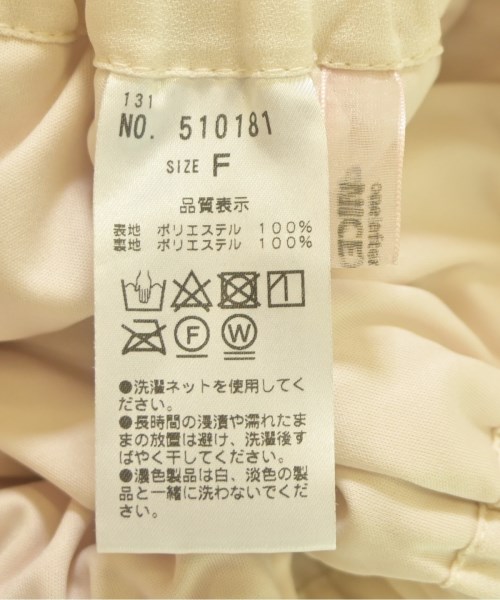 131
NO. 510181
SIZE F
品質表示
表地 ポリエステル 100%
裏地 ポリエステル 100%
F
W
●洗濯ネットを使用してく
ださい。
●長時間の浸漬や濡れたま
まの放置は避け、洗濯後す
ばやく干してください。
●濃色製品は白、淡色の製
品と一緒に洗わないでくだ
さい。
one after
NICE